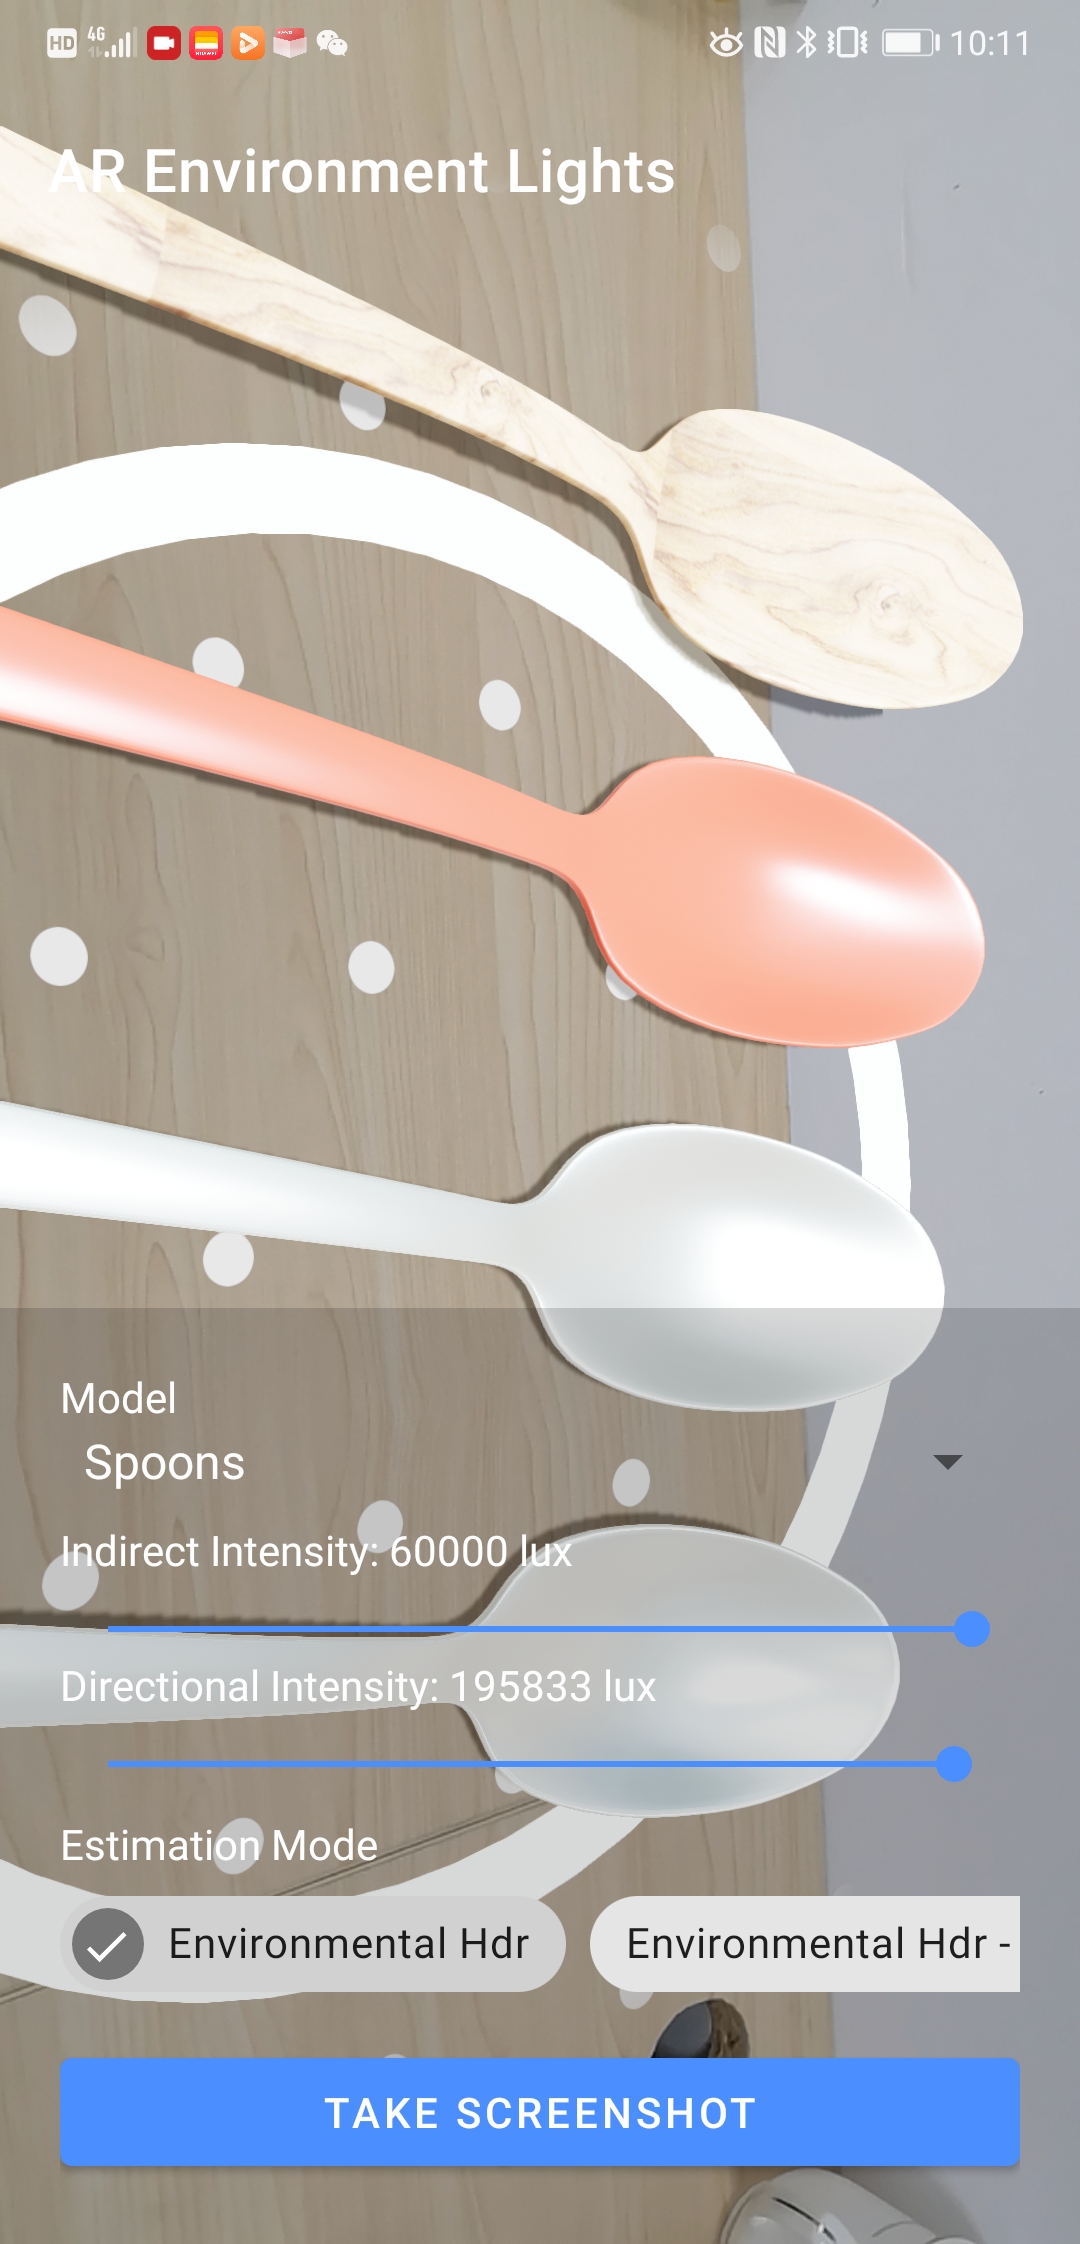 HD 4G 10:11
AR Environment Lights
Model
Spoons
Indirect Intensity: 60000 lux
Directional Intensity: 195833 lux
Estimation Mode
Environmental Hdr Environmental Hdr -
TAKE SCREENSHOT